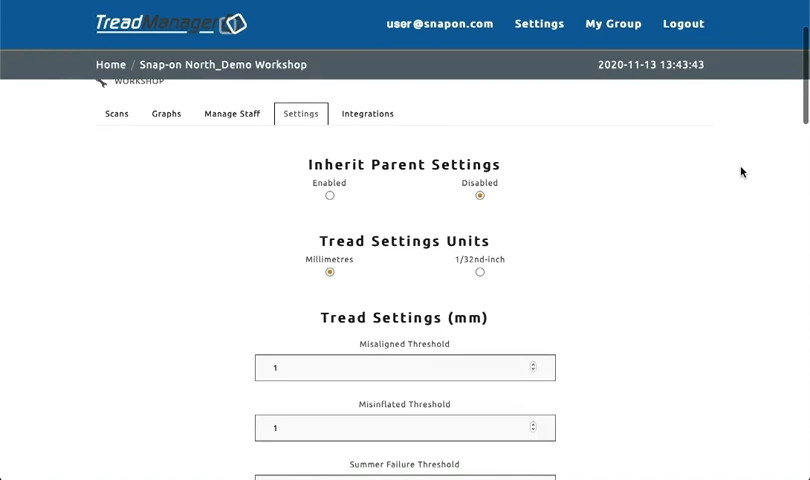 TreadManager
user@snapon.com Settings My Group Logout
Home / Snap-on North_Demo Workshop 2020-11-13 13:43:43
WORKSHOP
Scans Graphs Manage Staff Settings Integrations
Inherit Parent Settings
Enabled Disabled
Tread Settings Units
Millimetres 1/32nd-inch
Tread Settings (mm)
Misaligned Threshold
1
Misinflated Threshold
1
Summer Failure Threshold